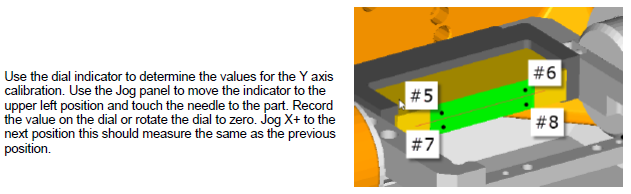 Use the dial indicator to determine the values for the Y axis
calibration. Use the Jog panel to move the indicator to the
upper left position and touch the needle to the part. Record
the value on the dial or rotate the dial to zero. Jog X+ to the
next position this should measure the same as the previous
position.
#5
#6
#7
#8